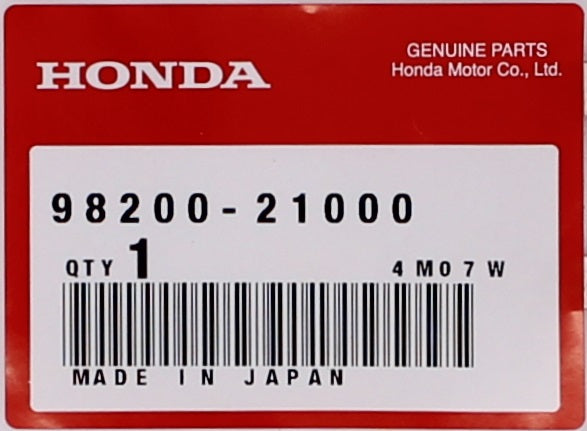 HONDA
GENUINE PARTS
Honda Motor Co., Ltd.
98200-21000
QTY 1 4M07W
MADE IN JAPAN